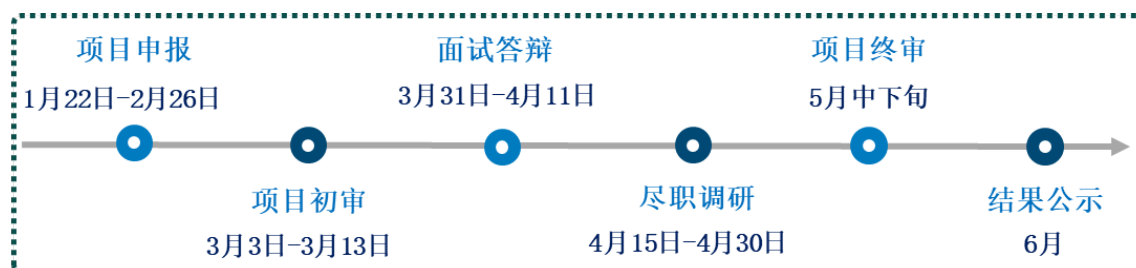 项目申报
1月22日-2月26日
项目初审
3月3日-3月13日
面试答辩
3月31日-4月11日
尽职调研
4月15日-4月30日
项目终审
5月中下旬
结果公示
6月